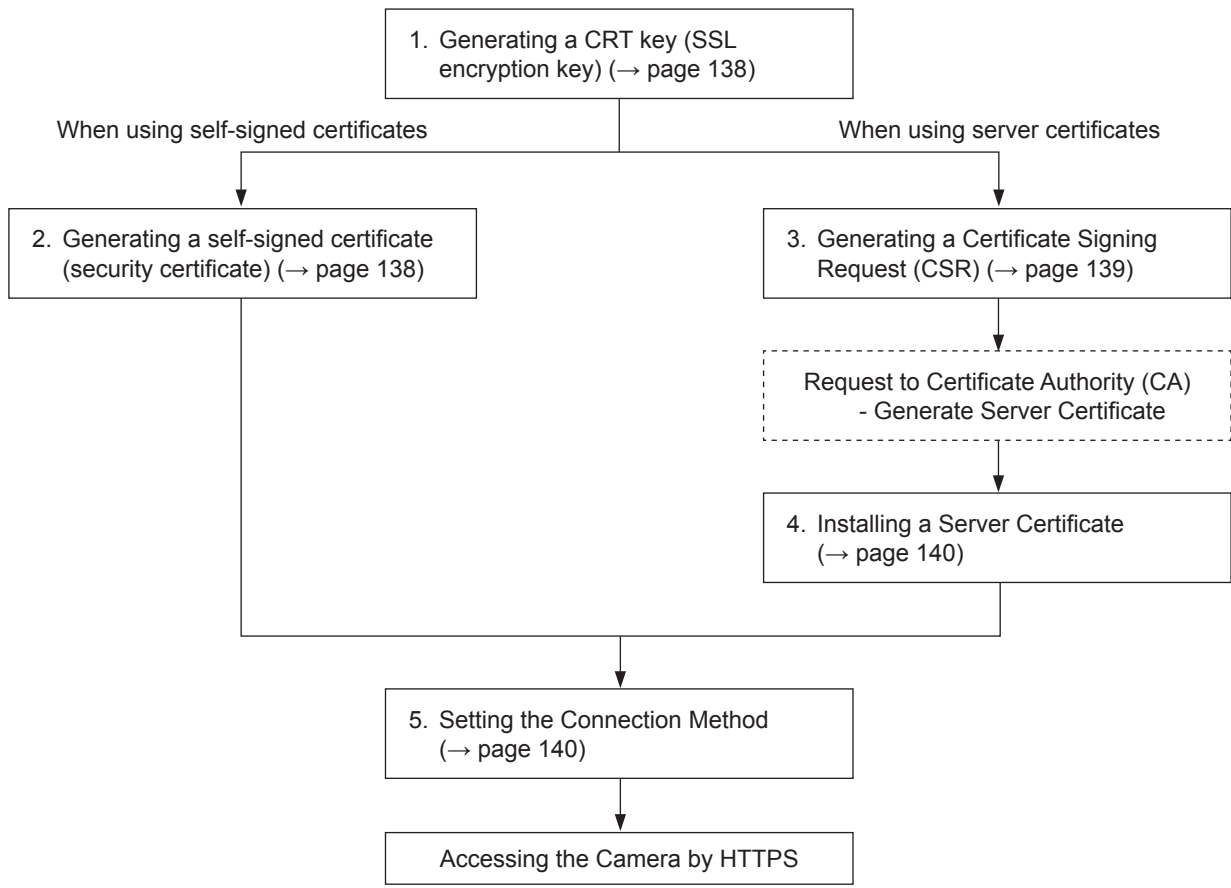 1. Generating a CRT key (SSL
encryption key) (→ page 138)
When using self-signed certificates
When using server certificates
2. Generating a self-signed certificate
(security certificate) (→ page 138)
3. Generating a Certificate Signing
Request (CSR) (→ page 139)
Request to Certificate Authority (CA)
- Generate Server Certificate
4. Installing a Server Certificate
(→ page 140)
5. Setting the Connection Method
(→ page 140)
Accessing the Camera by HTTPS